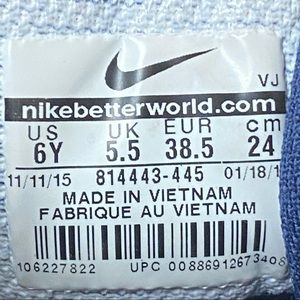 VJ
nikebetterworld.com
US UK EUR cm
6Y 5.5 38.5 24
11/11/15 814443-445 01/18/1
MADE IN VIETNAM
FABRIQUE AU VIETNAM
106227822 UPC 00886912673408